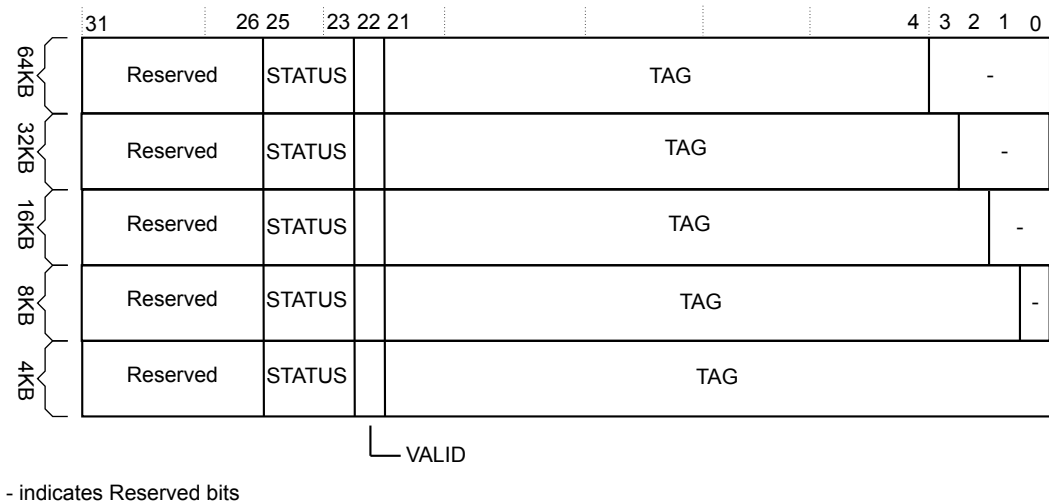 31 26 25 23 22 21 4 3 2 1 0
64KB Reserved STATUS TAG -
32KB Reserved STATUS TAG -
16KB Reserved STATUS TAG -
8KB Reserved STATUS TAG -
4KB Reserved STATUS TAG
VALID
- indicates Reserved bits